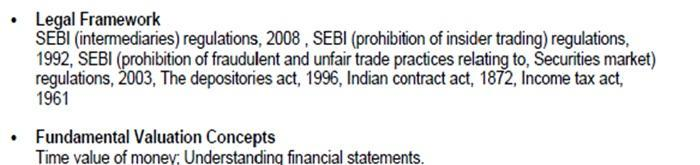 • Legal Framework
SEBI (intermediaries) regulations, 2008 , SEBI (prohibition of insider trading) regulations,
1992, SEBI (prohibition of fraudulent and unfair trade practices relating to, Securities market)
regulations, 2003, The depositories act, 1996, Indian contract act, 1872, Income tax act,
1961
• Fundamental Valuation Concepts
Time value of money; Understanding financial statements.